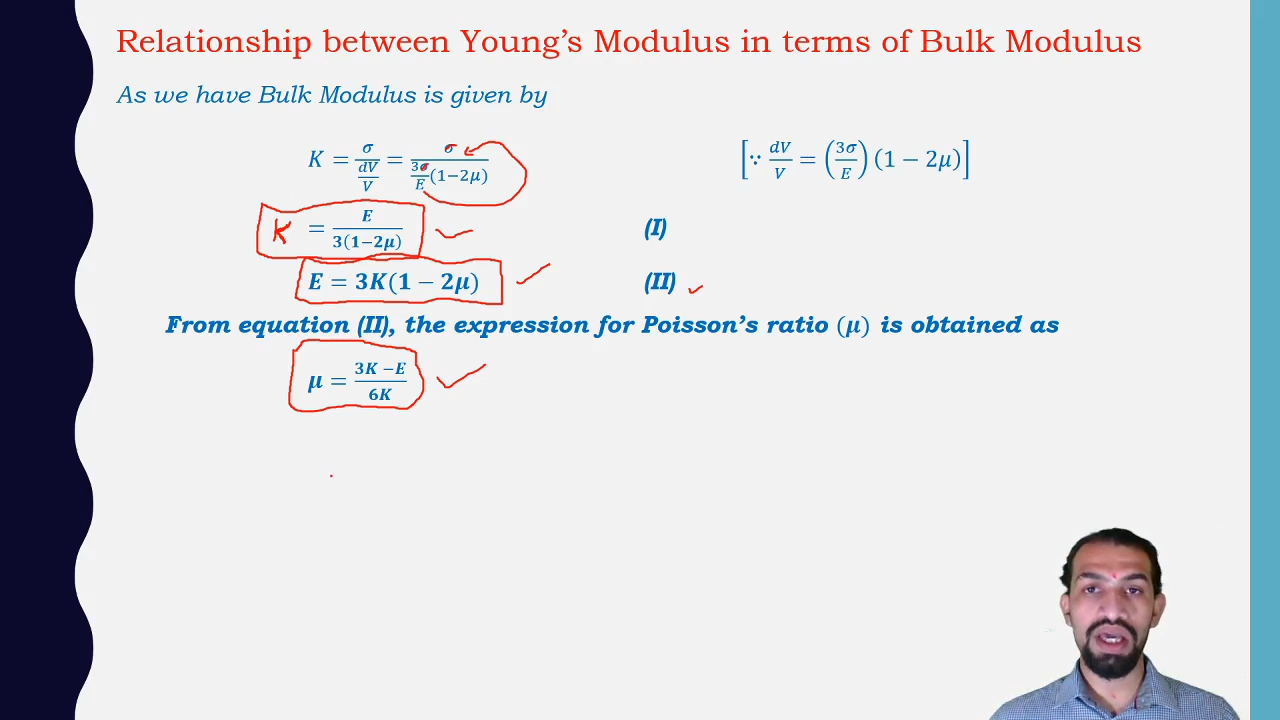 Relationship between Young's Modulus in terms of Bulk Modulus
As we have Bulk Modulus is given by
K = σ / (dV/V) = σ / ((3σ/E)(1−2μ)) [∵ dV/V = (3σ/E)(1 − 2μ)]
K = E / 3(1−2μ) (I)
E = 3K(1 − 2μ) (II)
From equation (II), the expression for Poisson's ratio (μ) is obtained as
μ = (3K −E) / 6K